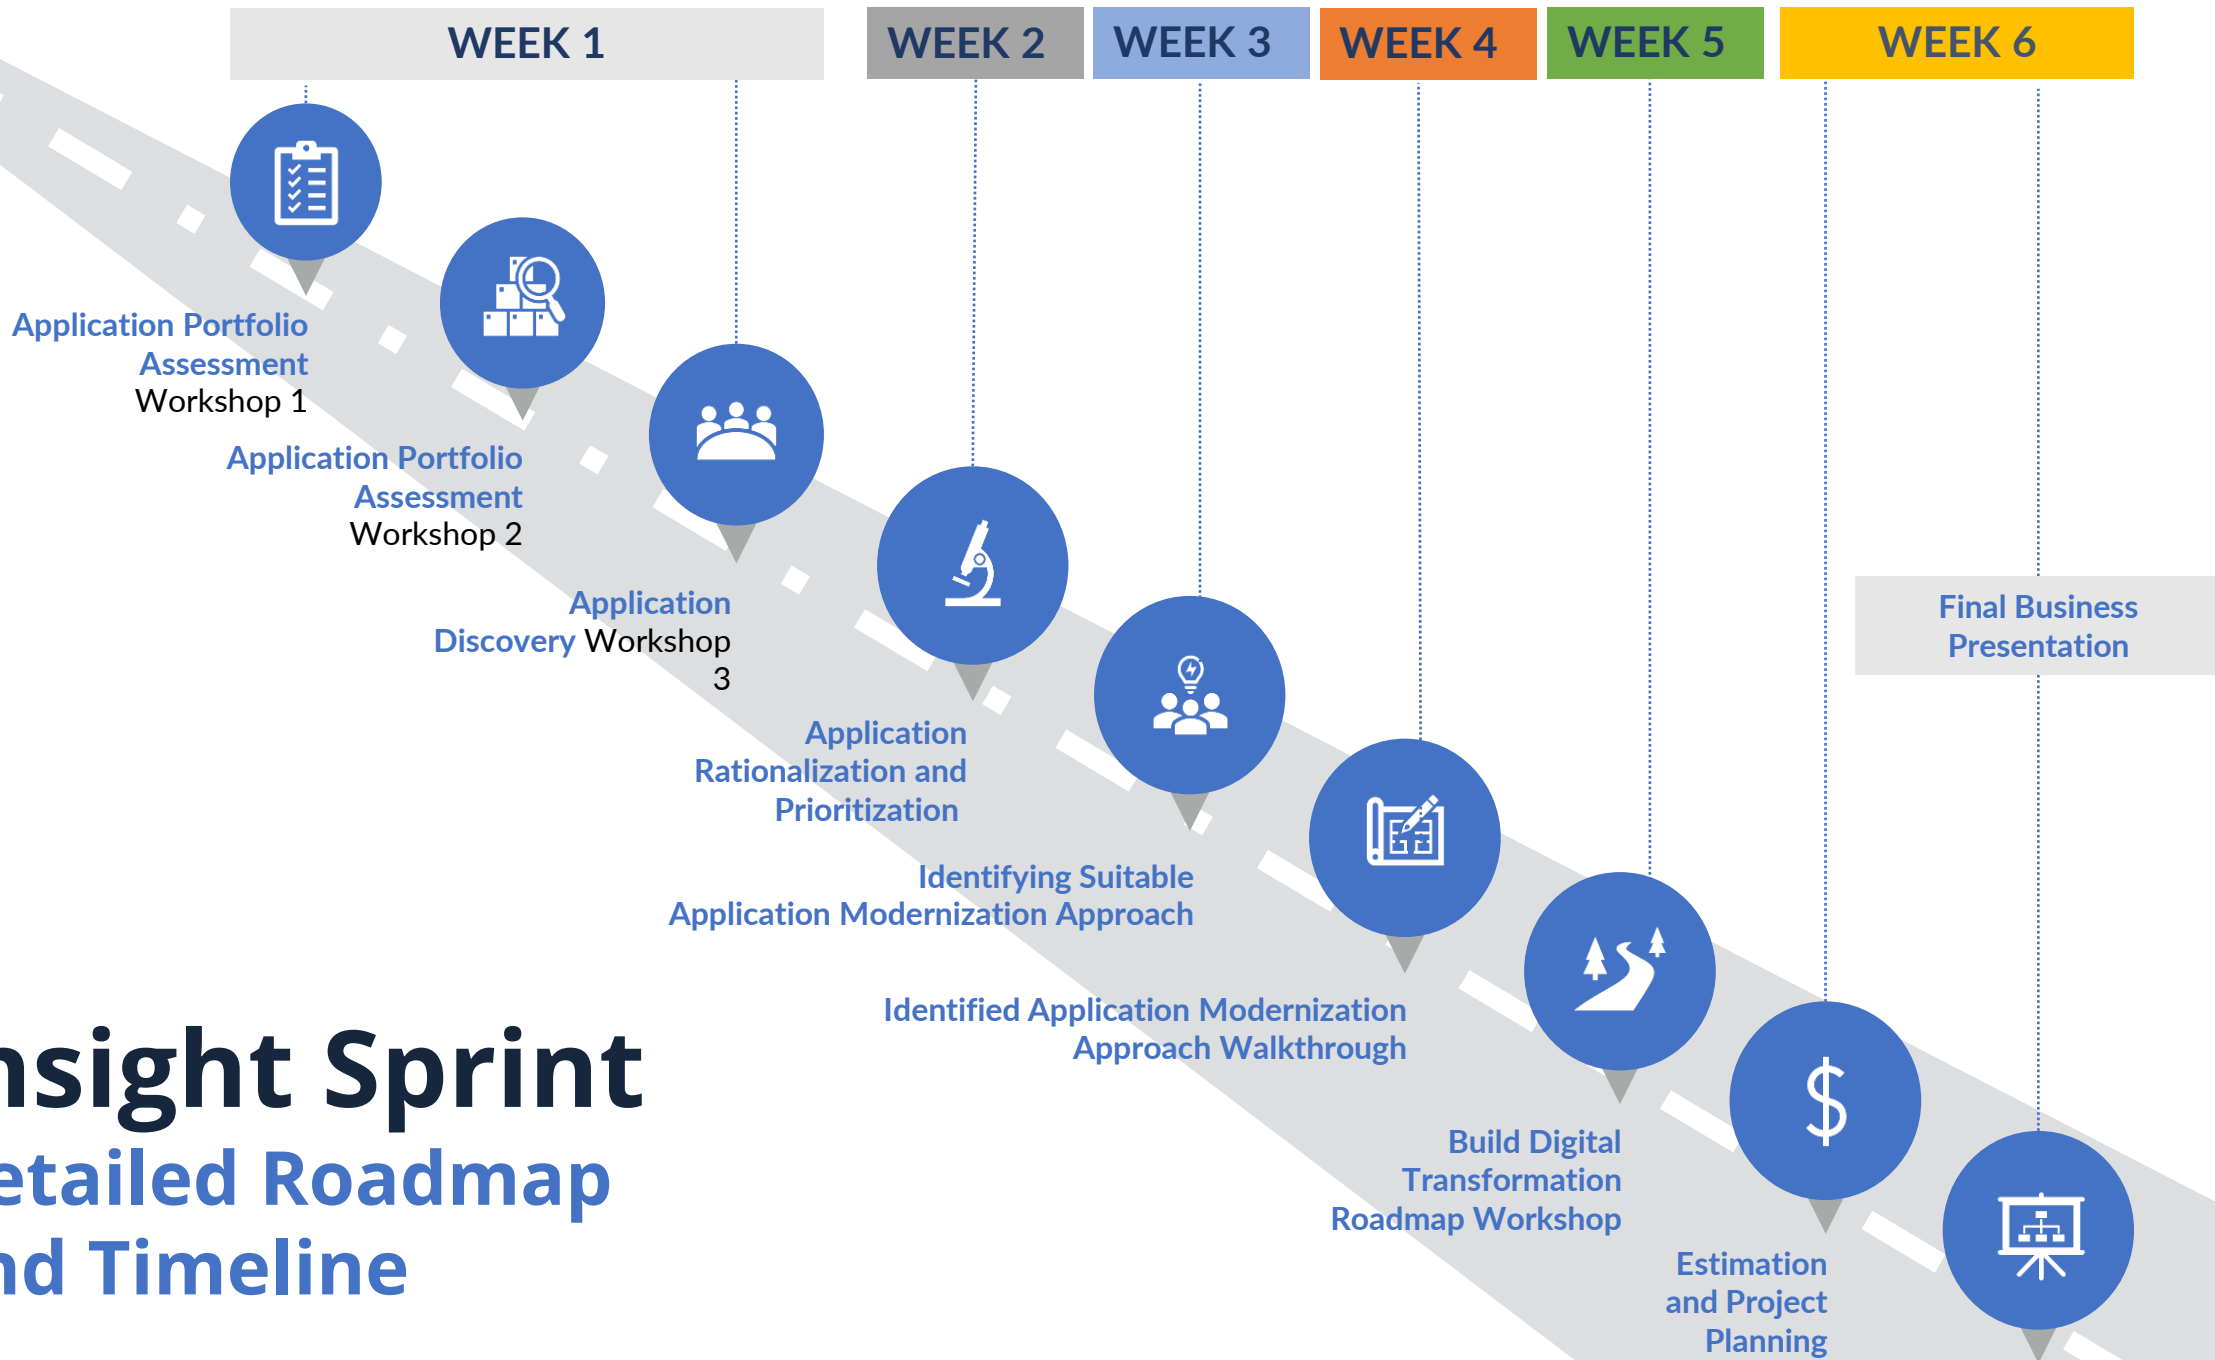 WEEK 1
WEEK 2
WEEK 3
WEEK 4
WEEK 5
WEEK 6
Application Portfolio
Assessment
Workshop 1
Application Portfolio
Assessment
Workshop 2
Application
Discovery Workshop
3
Application
Rationalization and
Prioritization
Identifying Suitable
Application Modernization Approach
Identified Application Modernization
Approach Walkthrough
Build Digital
Transformation
Roadmap Workshop
Estimation
and Project
Planning
Final Business
Presentation
nsight Sprint
etailed Roadmap
nd Timeline